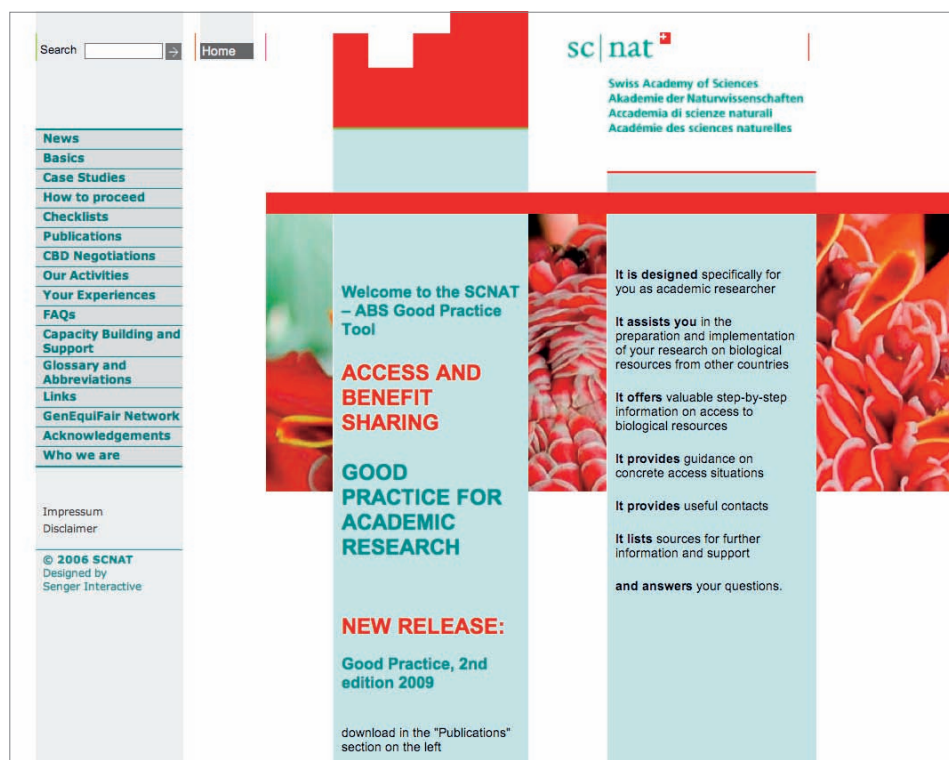 Search
Home
sc|nat
Swiss Academy of Sciences
Akademie der Naturwissenschaften
Accademia di scienze naturali
Académie des sciences naturelles
News
Basics
Case Studies
How to proceed
Checklists
Publications
CBD Negotiations
Our Activities
Your Experiences
FAQs
Capacity Building and
Support
Glossary and
Abbreviations
Links
GenEquiFair Network
Acknowledgements
Who we are
Impressum
Disclaimer
© 2006 SCNAT
Designed by
Senger Interactive
Welcome to the SCNAT
– ABS Good Practice
Tool
ACCESS AND
BENEFIT
SHARING
GOOD
PRACTICE FOR
ACADEMIC
RESEARCH
NEW RELEASE:
Good Practice, 2nd
edition 2009
download in the "Publications"
section on the left
It is designed specifically for
you as academic researcher
It assists you in the
preparation and implementation
of your research on biological
resources from other countries
It offers valuable step-by-step
information on access to
biological resources
It provides guidance on
concrete access situations
It provides useful contacts
It lists sources for further
information and support
and answers your questions.